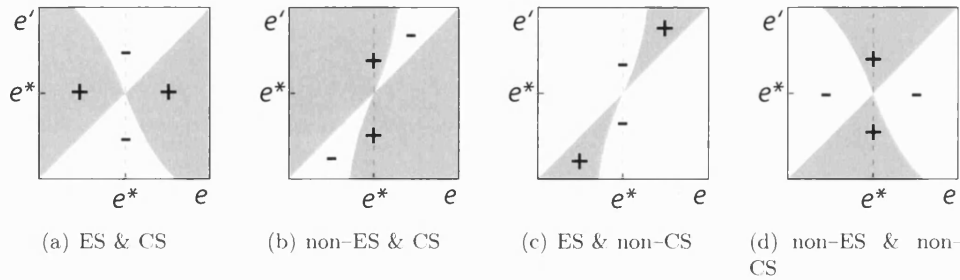 e' e' e' e'
- - + +
+ - + -
e* + + e* e* - e* - -
- + - +
- +
e* e e* e e* e e* e
(a) ES & CS (b) non–ES & CS (c) ES & non–CS (d) non–ES & non–
CS